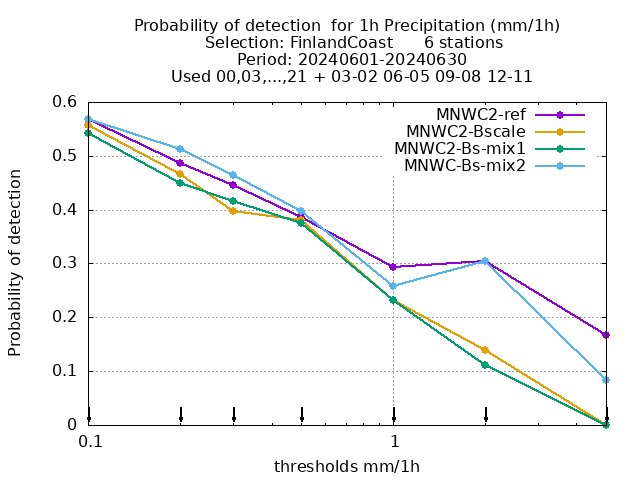 Probability of detection  for 1h Precipitation (mm/1h)
Selection: FinlandCoast      6 stations
Period: 20240601-20240630
Used 00,03,...,21 + 03-02 06-05 09-08 12-11
MNWC2-ref
MNWC2-Bscale
MNWC2-Bs-mix1
MNWC-Bs-mix2
Probability of detection
0.6
0.5
0.4
0.3
0.2
0.1
0
0.1
1
thresholds mm/1h